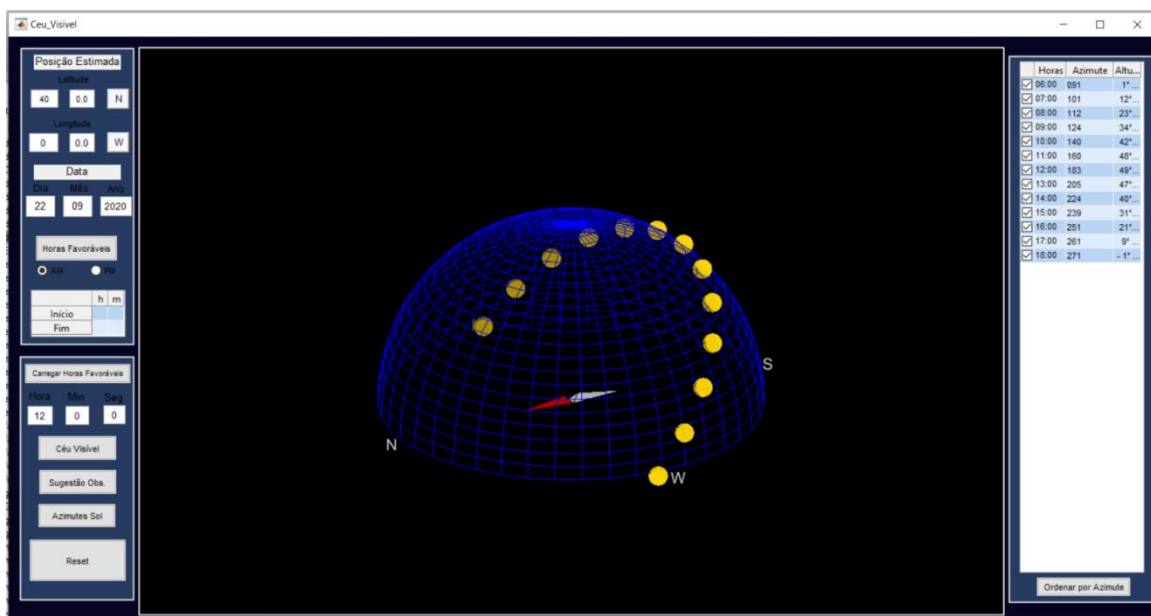 Ceu_Visivel
Posição Estimada
Latitude
40 0.0 N
Longitude
0 0.0 W
Data
Dia Mês Ano
22 09 2020
Horas Favoráveis
AM PM
h m
Início
Fim
Carregar Horas Favoráveis
Hora Min Seg
12 0 0
Céu Visível
Sugestão Obs.
Azimutes Sol
Reset
N
W
S
Horas Azimute Altu...
06:00 091 1° ...
07:00 101 12°...
08:00 112 23°...
09:00 124 34°...
10:00 140 42°...
11:00 160 48°...
12:00 183 49°...
13:00 205 47°...
14:00 224 40°...
15:00 239 31°...
16:00 251 21°...
17:00 261 9° ...
18:00 271 - 1° ...
Ordenar por Azimute